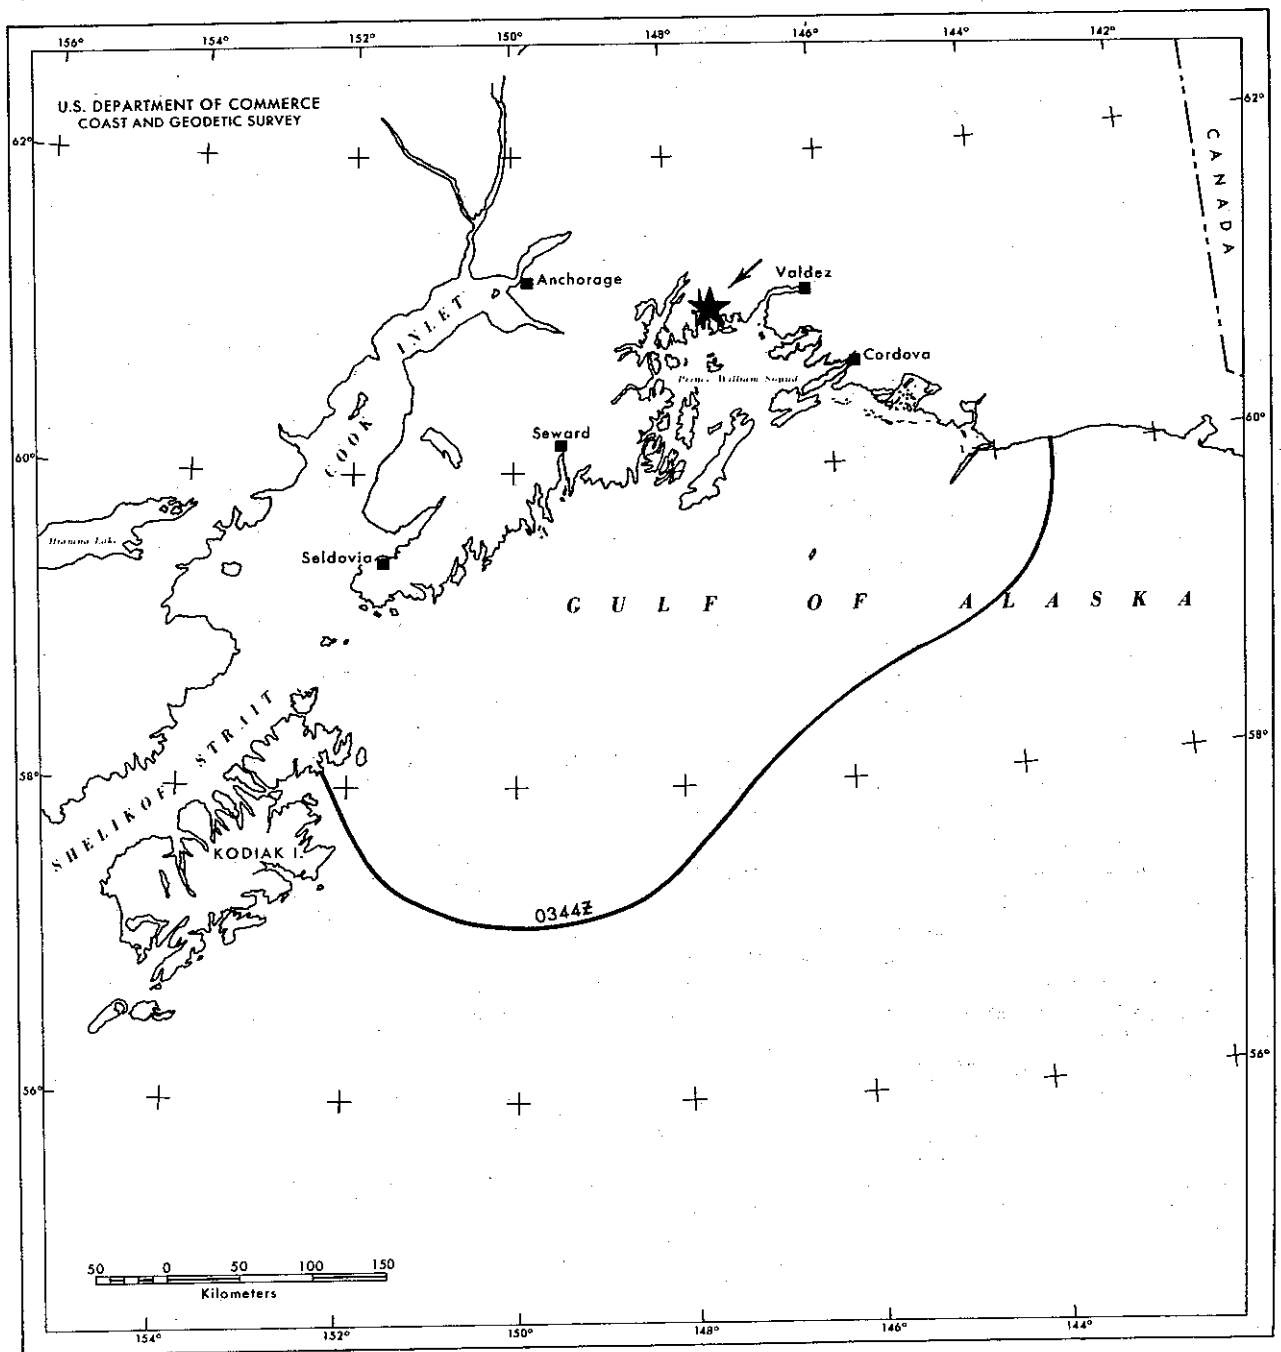 156° 154° 152° 150° 148° 146° 144° 142°
U.S. DEPARTMENT OF COMMERCE
COAST AND GEODETIC SURVEY
62°
62°
CANADA
Anchorage
Valdez
INLET
Cordova
Prince William Sound
COOK
Seward
60°
60°
Iliamna Lake
Seldovia
GULF OF ALASKA
SHELIKOF STRAIT
58°
58°
KODIAK I.
0344Z
56°
56°
50 0 50 100 150
Kilometers
154° 152° 150° 148° 146° 144°